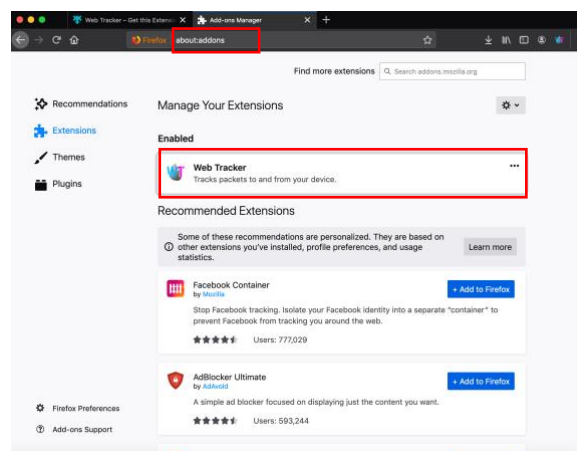 Web Tracker – Get this Extensi
Add-ons Manager
Firefox
about:addons
Find more extensions
Search addons.mozilla.org
Recommendations
Extensions
Themes
Plugins
Manage Your Extensions
Enabled
Web Tracker
Tracks packets to and from your device.
Recommended Extensions
Some of these recommendations are personalized. They are based on
other extensions you've installed, profile preferences, and usage
statistics.
Learn more
Facebook Container
by Mozilla
+ Add to Firefox
Stop Facebook tracking. Isolate your Facebook identity into a separate "container" to
prevent Facebook from tracking you around the web.
Users: 777,029
AdBlocker Ultimate
by AdAvoid
+ Add to Firefox
A simple ad blocker focused on displaying just the content you want.
Users: 593,244
Firefox Preferences
Add-ons Support